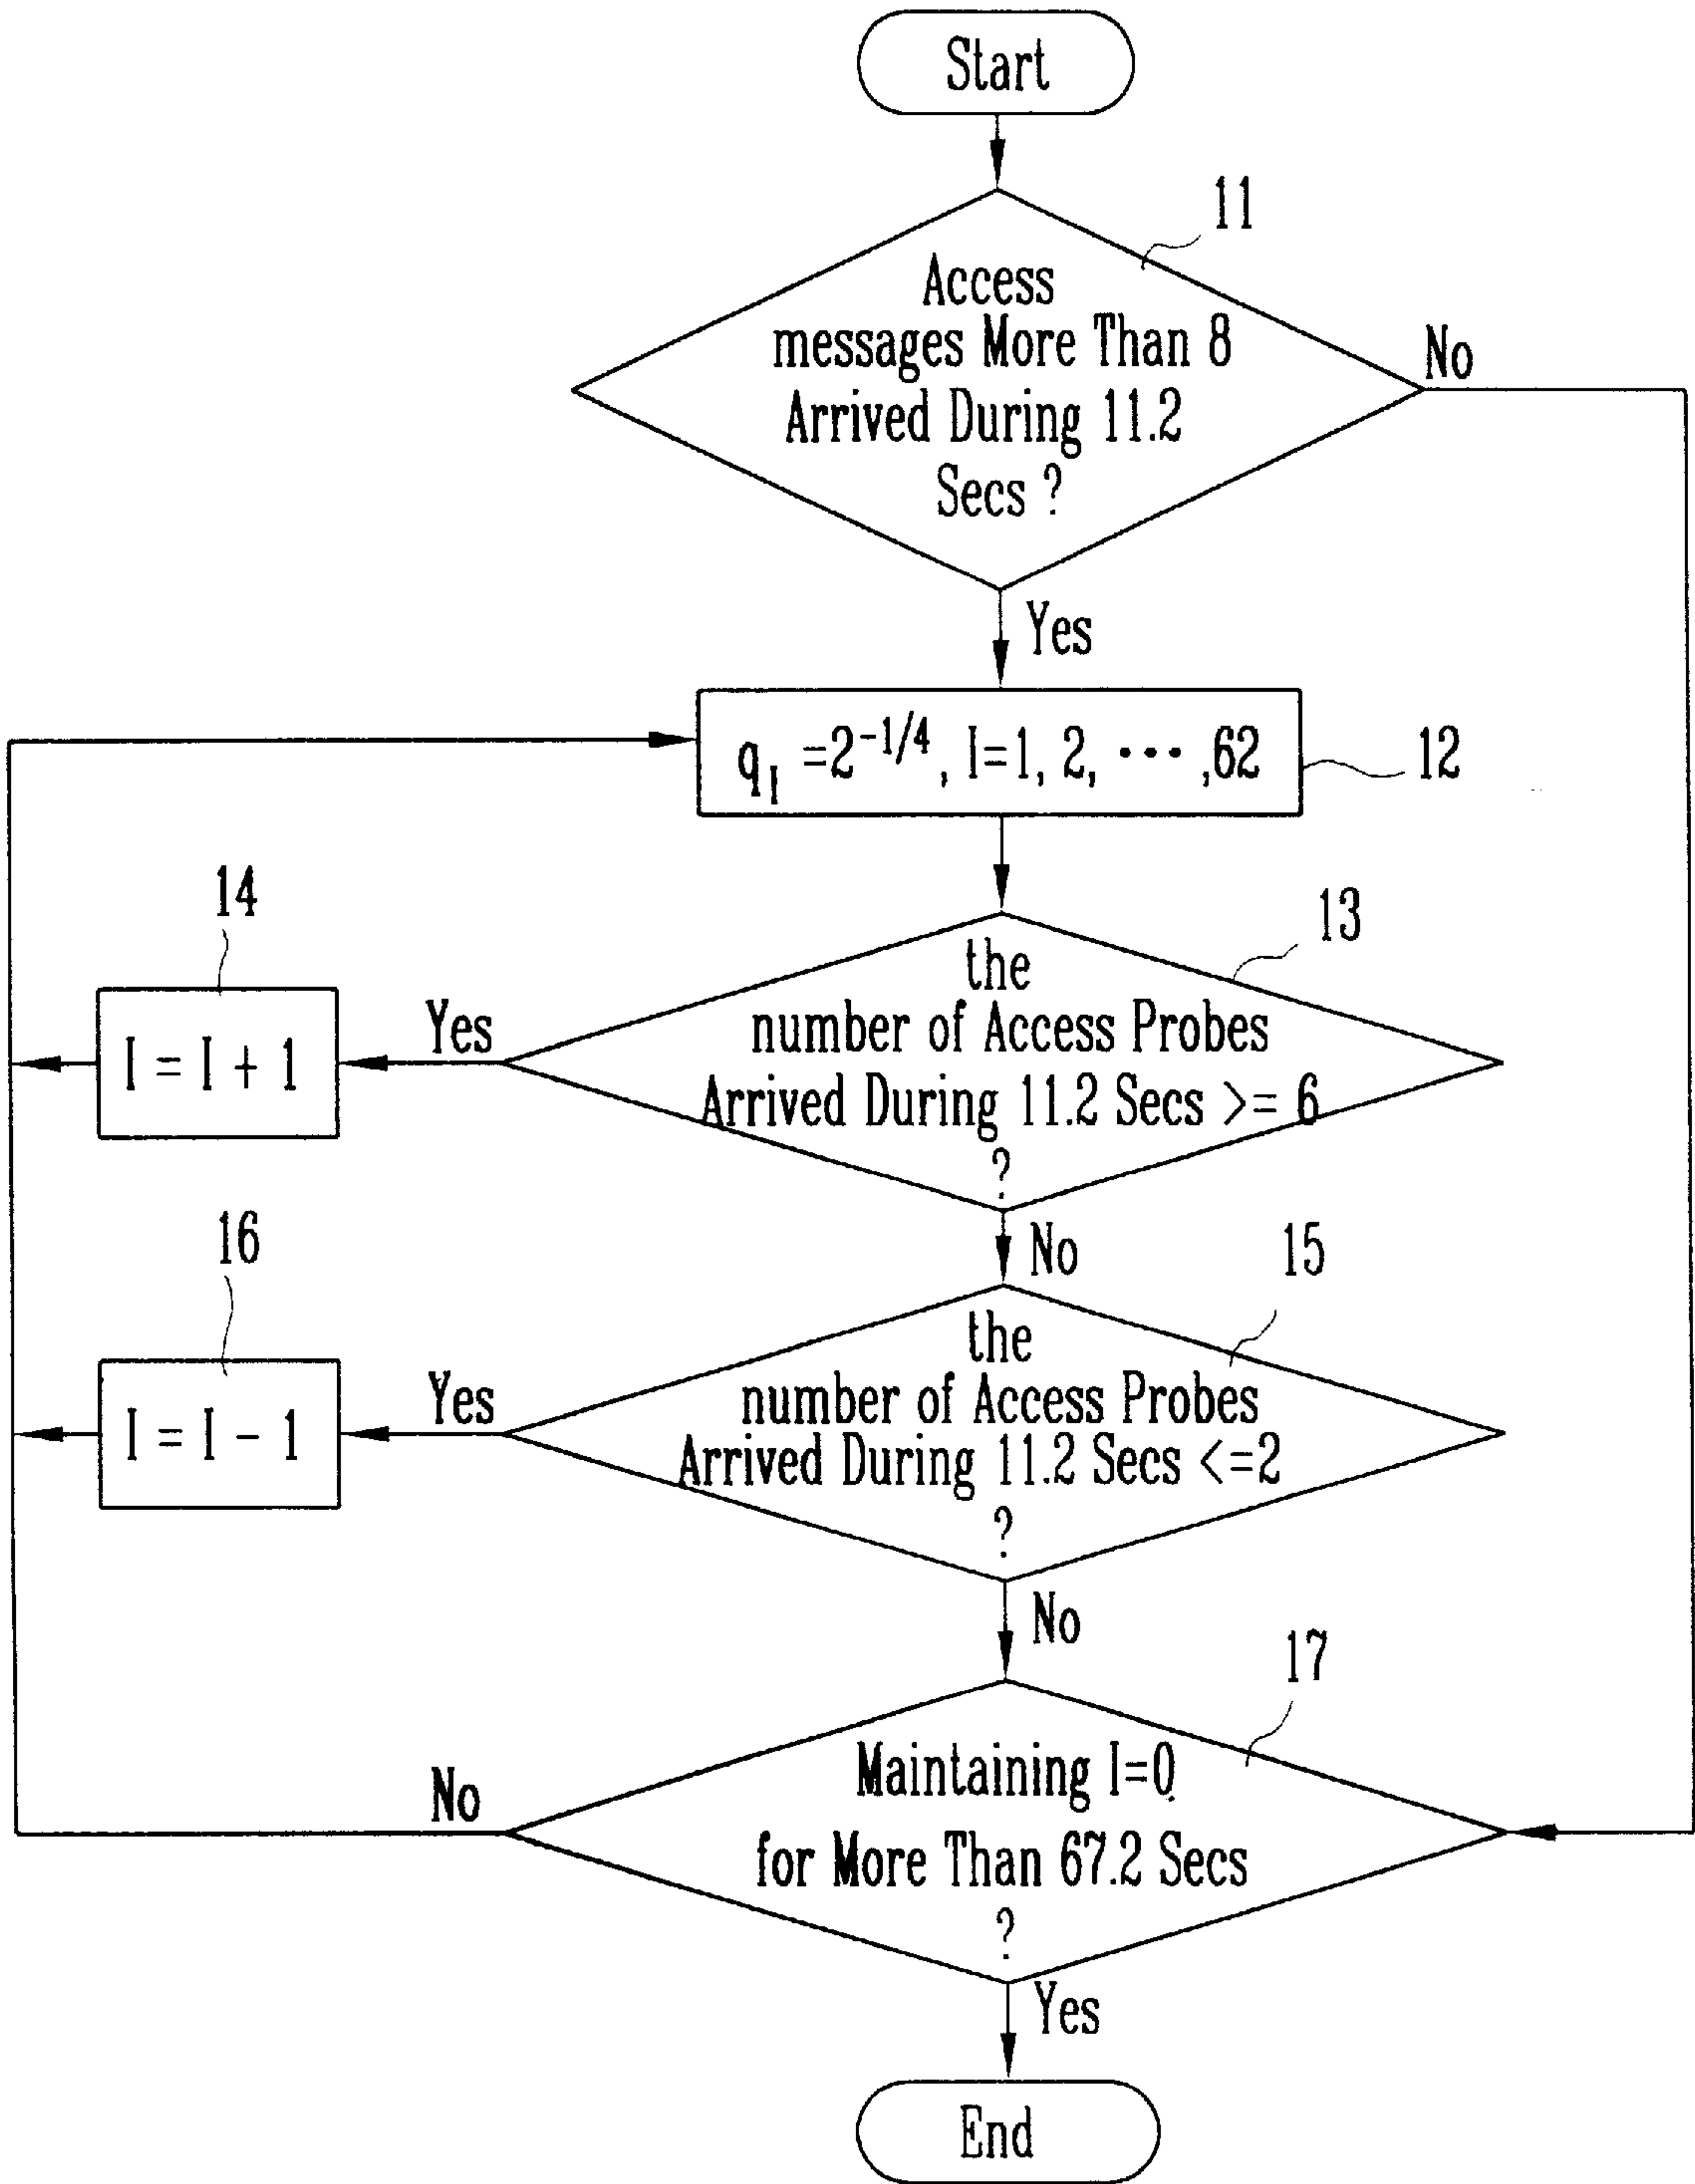 Start
11
Access
messages More Than 8
Arrived During 11.2
Secs ?
No
Yes
q_I =2^-1/4, I=1, 2, ··· ,62
12
14
13
the
number of Access Probes
Arrived During 11.2 Secs >= 6
?
Yes
I = I + 1
No
16
15
the
number of Access Probes
Arrived During 11.2 Secs <=2
?
Yes
I = I - 1
No
17
Maintaining I=0
for More Than 67.2 Secs
?
No
Yes
End